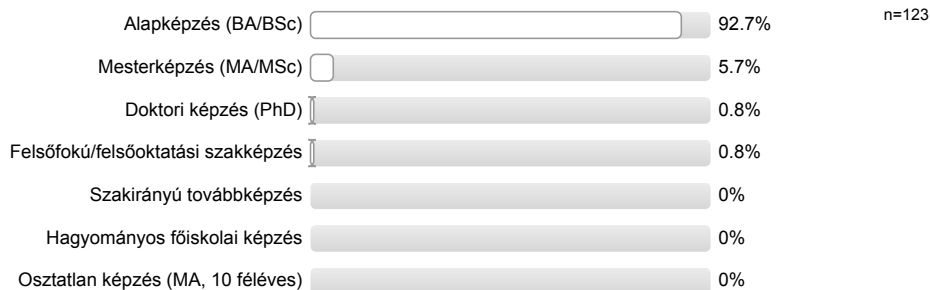 Alapképzés (BA/BSc) 92.7% n=123
Mesterképzés (MA/MSc) 5.7%
Doktori képzés (PhD) 0.8%
Felsőfokú/felsőoktatási szakképzés 0.8%
Szakirányú továbbképzés 0%
Hagyományos főiskolai képzés 0%
Osztatlan képzés (MA, 10 féléves) 0%